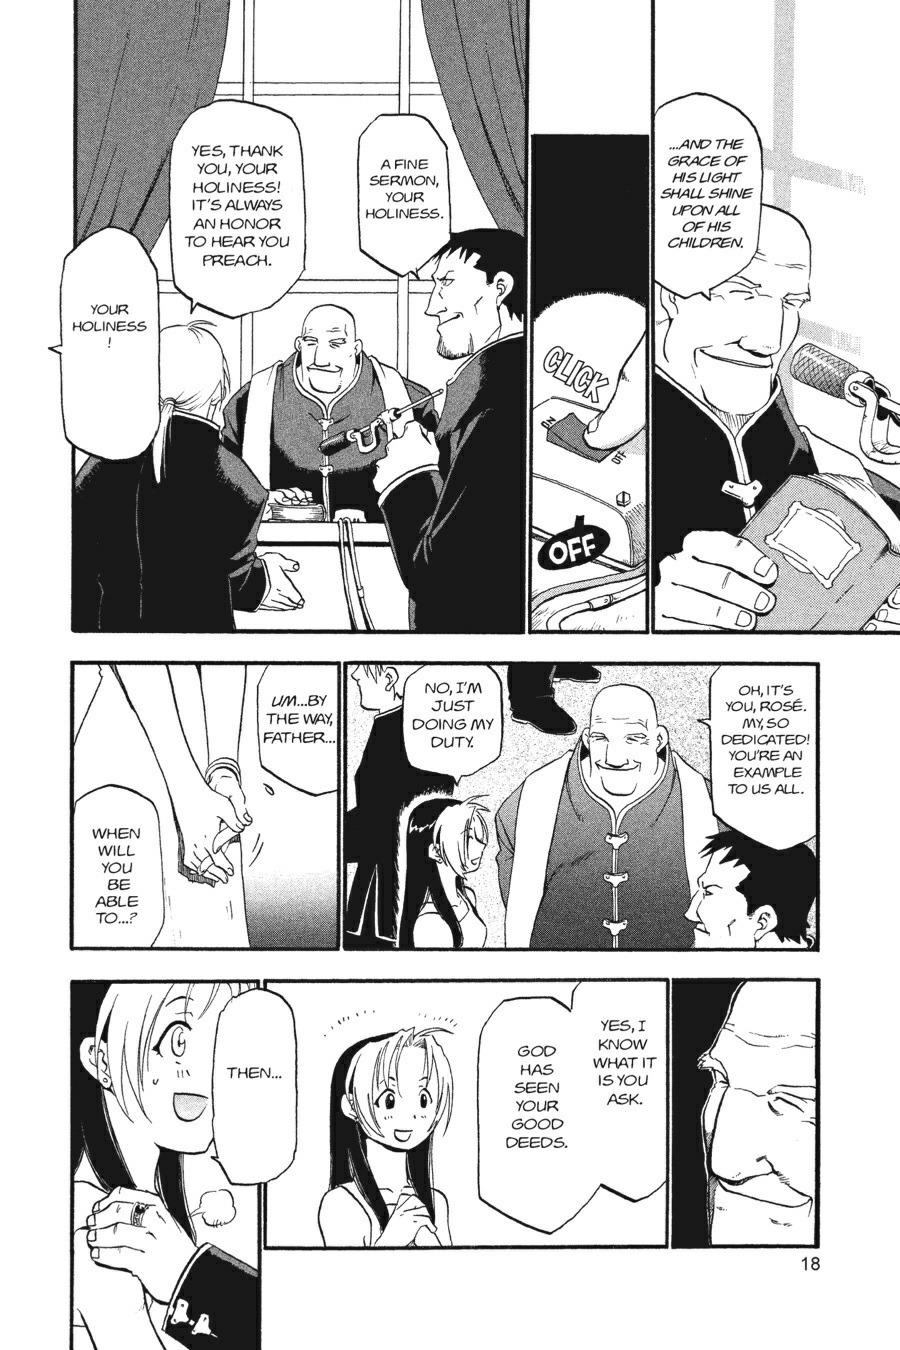 ....AND THE
GRACE OF
HIS LIGHT
SHALL SHINE
UPON ALL
OF HIS
CHILDREN.
CLICK
ON
OFF
OFF
A FINE
SERMON,
YOUR
HOLINESS.
YES, THANK
YOU, YOUR
HOLINESS!
IT'S ALWAYS
AN HONOR
TO HEAR YOU
PREACH.
YOUR
HOLINESS
!
OH, IT'S
YOU, ROSÉ.
MY, SO
DEDICATED!
YOU'RE AN
EXAMPLE
TO US ALL.
NO, I'M
JUST
DOING MY
DUTY.
UM...BY
THE WAY,
FATHER...
WHEN
WILL
YOU
BE
ABLE
TO...?
YES, I
KNOW
WHAT IT
IS YOU
ASK.
GOD
HAS
SEEN
YOUR
GOOD
DEEDS.
THEN...
18